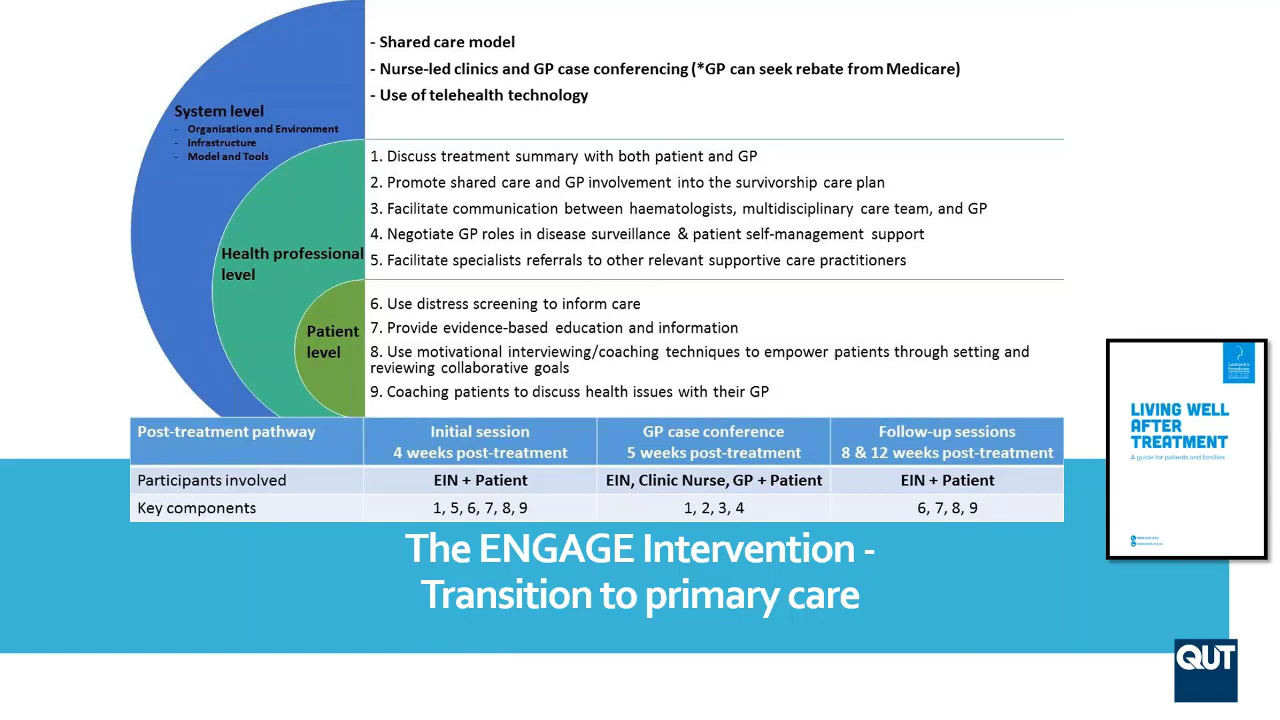 - Shared care model
- Nurse-led clinics and GP case conferencing (*GP can seek rebate from Medicare)
- Use of telehealth technology
System level
- Organisation and Environment
- Infrastructure
- Model and Tools
1. Discuss treatment summary with both patient and GP
2. Promote shared care and GP involvement into the survivorship care plan
3. Facilitate communication between haematologists, multidisciplinary care team, and GP
4. Negotiate GP roles in disease surveillance & patient self-management support
5. Facilitate specialists referrals to other relevant supportive care practitioners
Health professional
level
6. Use distress screening to inform care
7. Provide evidence-based education and information
8. Use motivational interviewing/coaching techniques to empower patients through setting and
reviewing collaborative goals
9. Coaching patients to discuss health issues with their GP
Patient
level
Post-treatment pathway
Initial session
4 weeks post-treatment
GP case conference
5 weeks post-treatment
Follow-up sessions
8 & 12 weeks post-treatment
Participants involved
EIN + Patient
EIN, Clinic Nurse, GP + Patient
EIN + Patient
Key components
1, 5, 6, 7, 8, 9
1, 2, 3, 4
6, 7, 8, 9
LIVING WELL
AFTER
TREATMENT
A guide for patients and families
The ENGAGE Intervention -
Transition to primary care
QUT